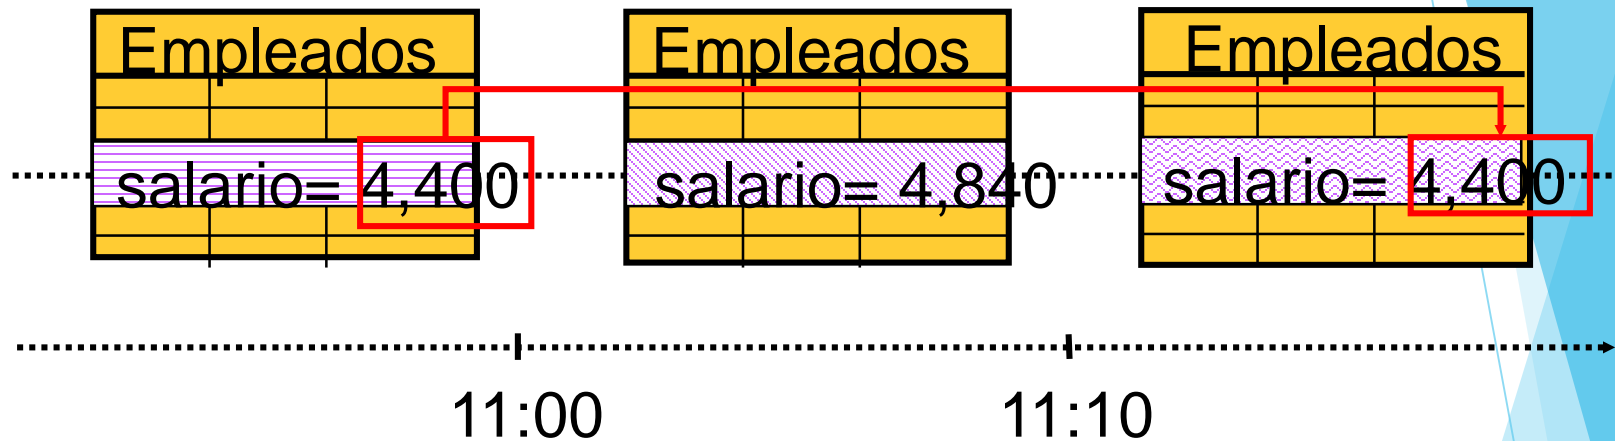 Empleados
Empleados
Empleados
salario= 4,400
salario= 4,840
salario= 4,400
11:00
11:10